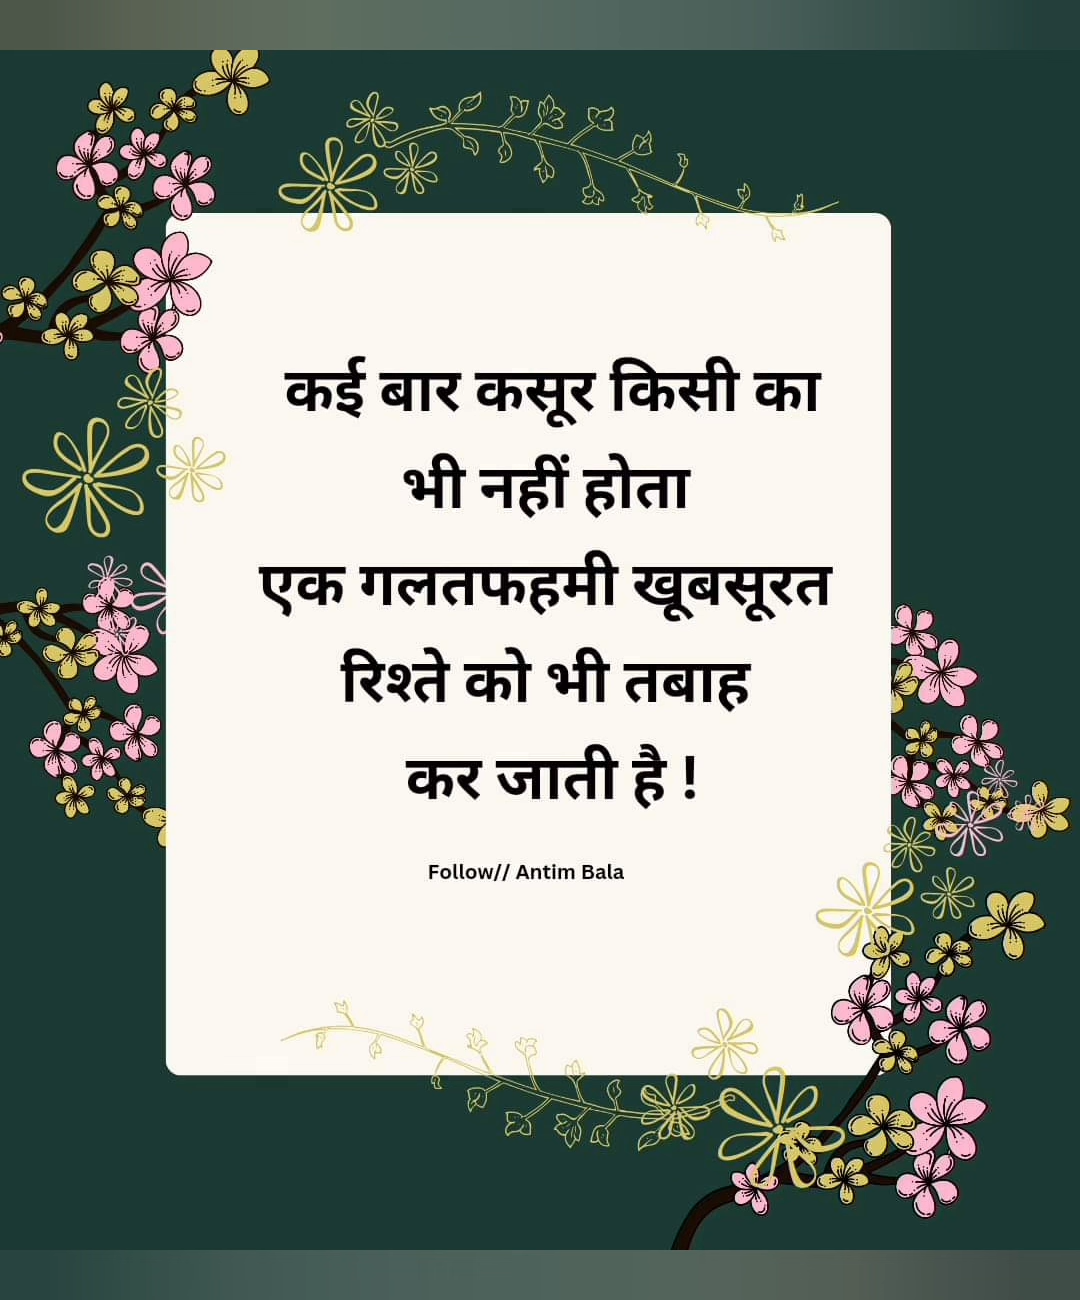 कई बार कसूर किसी का
भी नहीं होता
एक गलतफहमी खूबसूरत
रिश्ते को भी तबाह
कर जाती है !
Follow// Antim Bala